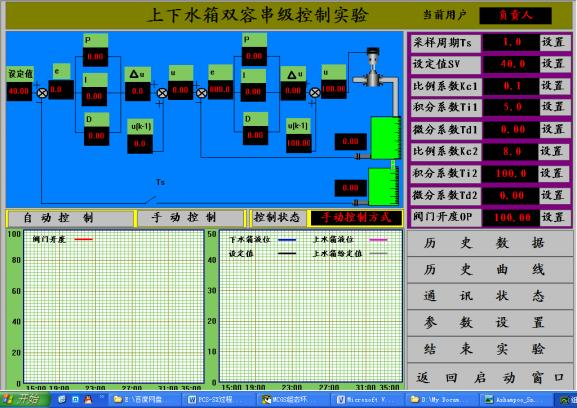 上下水箱双容串级控制实验
当前用户 负责人
P
0.00
设定值 e I Δu u e P
40.00 0.0 0.00 0.0 0.00 000.0 0.00
I Δu u
0.00 0.00 100.00
D
0.00
u(k-1)
0.0
D
0.00
u(k-1)
100.00
0.00
0.00
Ts
采样周期Ts 1.0 设置
设定值SV 40.0 设置
比例系数Kc1 0.1 设置
积分系数Ti1 5.0 设置
微分系数Td1 0.00 设置
比例系数Kc2 8.0 设置
积分系数Ti2 100.0 设置
微分系数Td2 0.00 设置
阀门开度OP 100.00 设置
自动控制 手动控制 控制状态 手动控制方式
阀门开度
100
80
60
40
20
0
15:00 19:00 23:00 27:00 31:00 35:00
下水箱液位 上水箱液位
设定值 上水箱给定值
50
40
30
20
10
0
15:00 19:00 23:00 27:00 31:00 35:00
历史数据
历史曲线
通讯状态
参数设置
结束实验
返回启动窗口
开始 E:\百度网盘... PCS-SX过程... MCGS组态环... Microsoft V... D:\My Docum... Ashampoo_Sn...